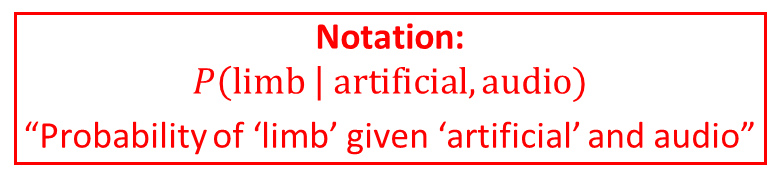 Notation:
P(limb | artificial, audio)
“Probability of ‘limb’ given ‘artificial’ and audio”